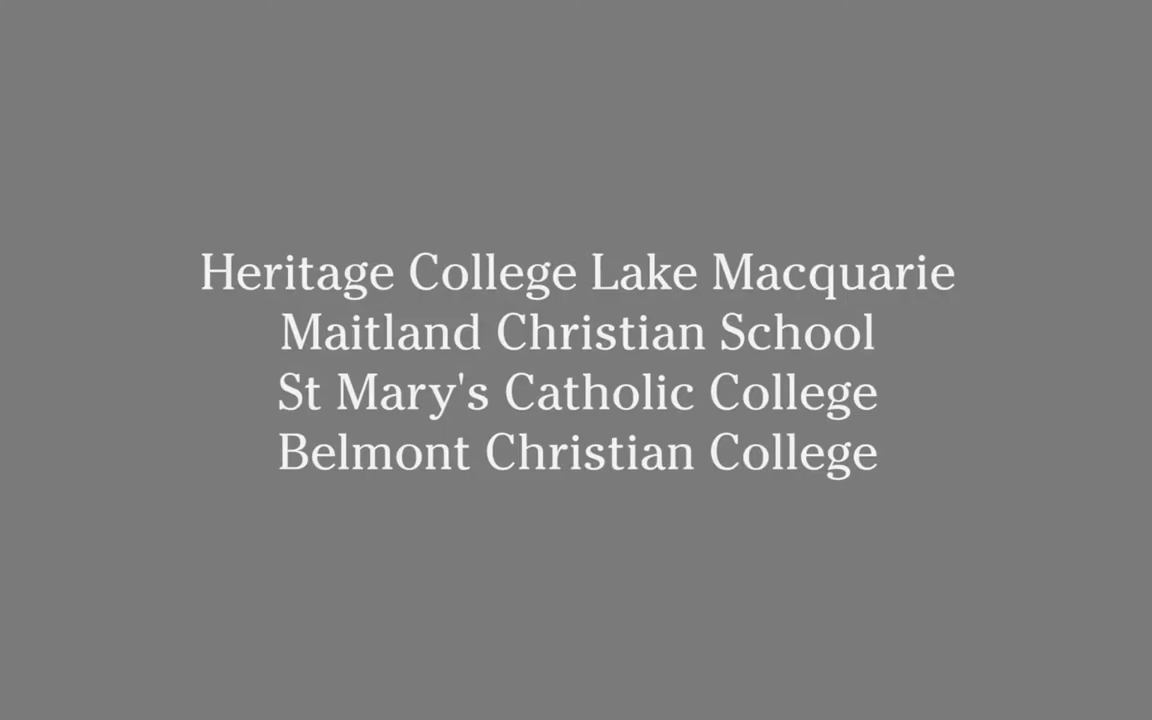 Heritage College Lake Macquarie
Maitland Christian School
St Mary's Catholic College
Belmont Christian College